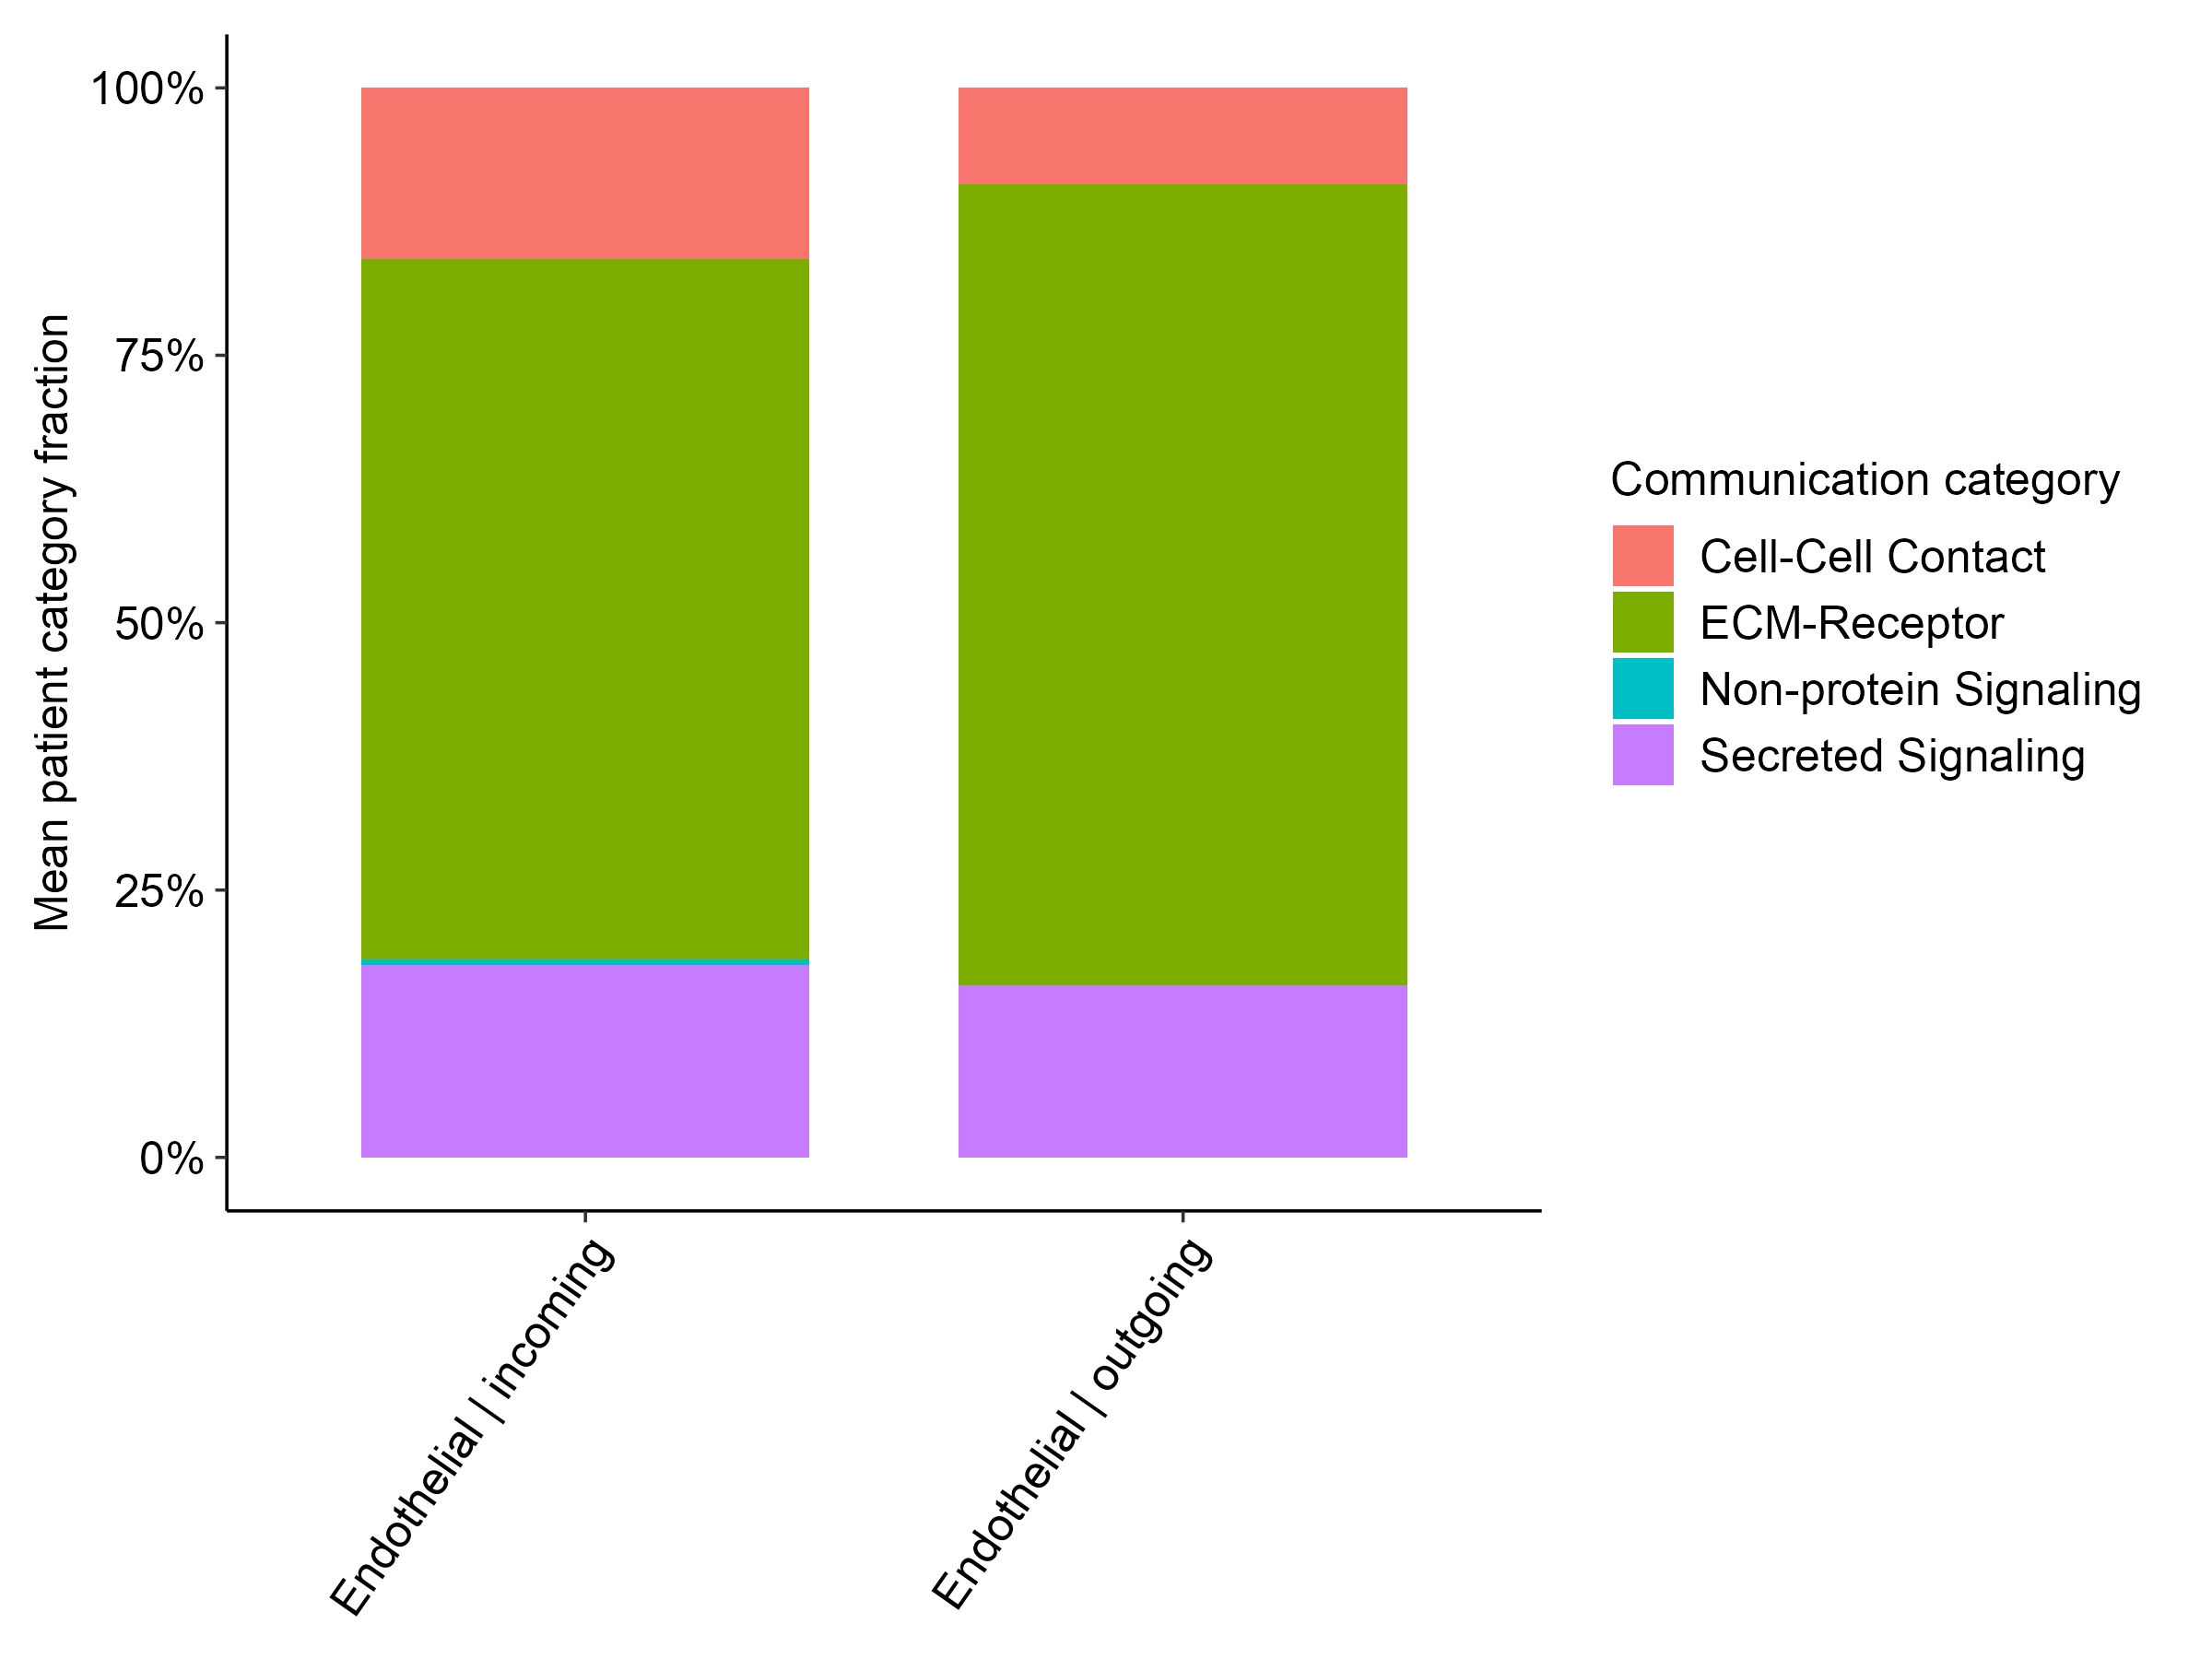 Mean patient category fraction
100%
75%
50%
25%
0%
Endothelial | incoming
Endothelial | outgoing
Communication category
Cell-Cell Contact
ECM-Receptor
Non-protein Signaling
Secreted Signaling